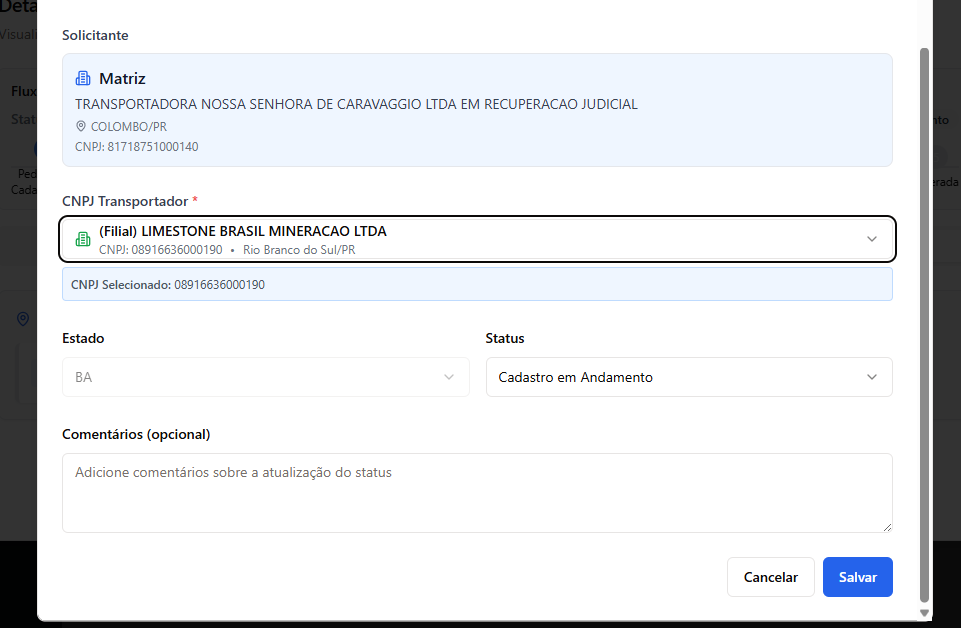 Deta
Visuali
Flux
Stat
Ped
Cada
nto
erada
Solicitante
Matriz
TRANSPORTADORA NOSSA SENHORA DE CARAVAGGIO LTDA EM RECUPERACAO JUDICIAL
COLOMBO/PR
CNPJ: 81718751000140
CNPJ Transportador *
(Filial) LIMESTONE BRASIL MINERACAO LTDA
CNPJ: 08916636000190 • Rio Branco do Sul/PR
CNPJ Selecionado: 08916636000190
Estado
Status
BA
Cadastro em Andamento
Comentários (opcional)
Adicione comentários sobre a atualização do status
Cancelar
Salvar